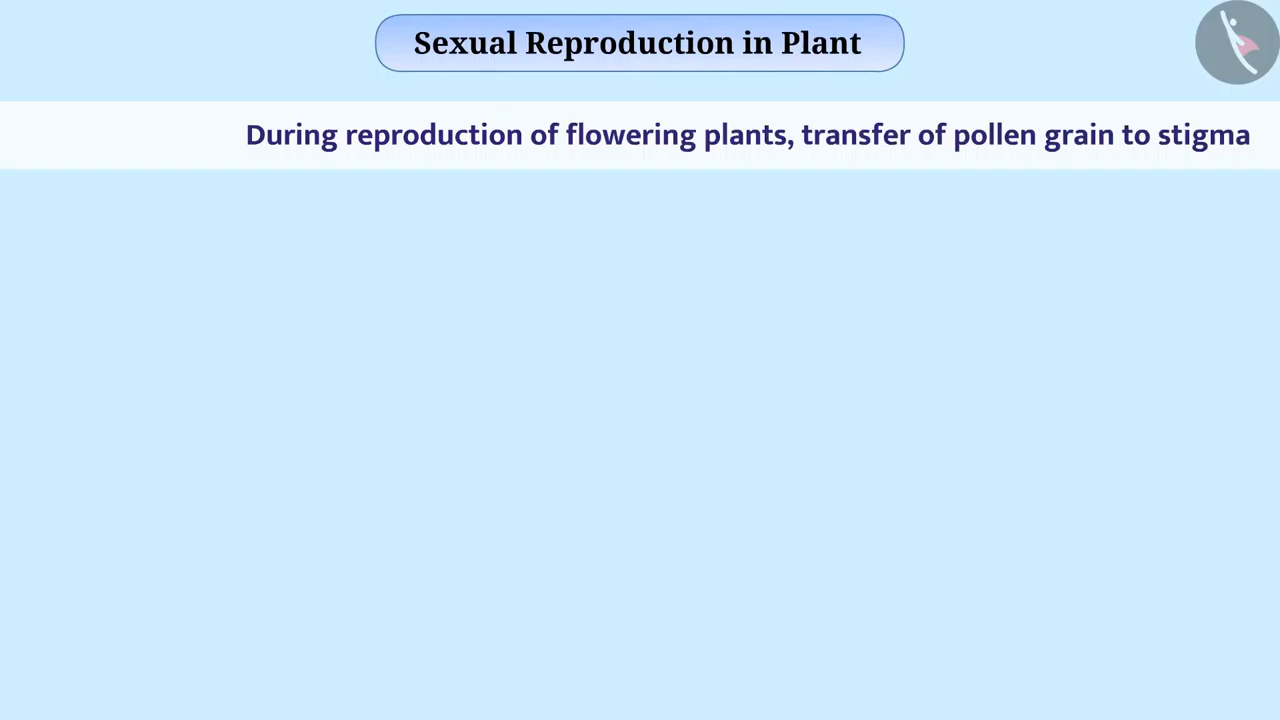 Sexual Reproduction in Plant
During reproduction of flowering plants, transfer of pollen grain to stigma